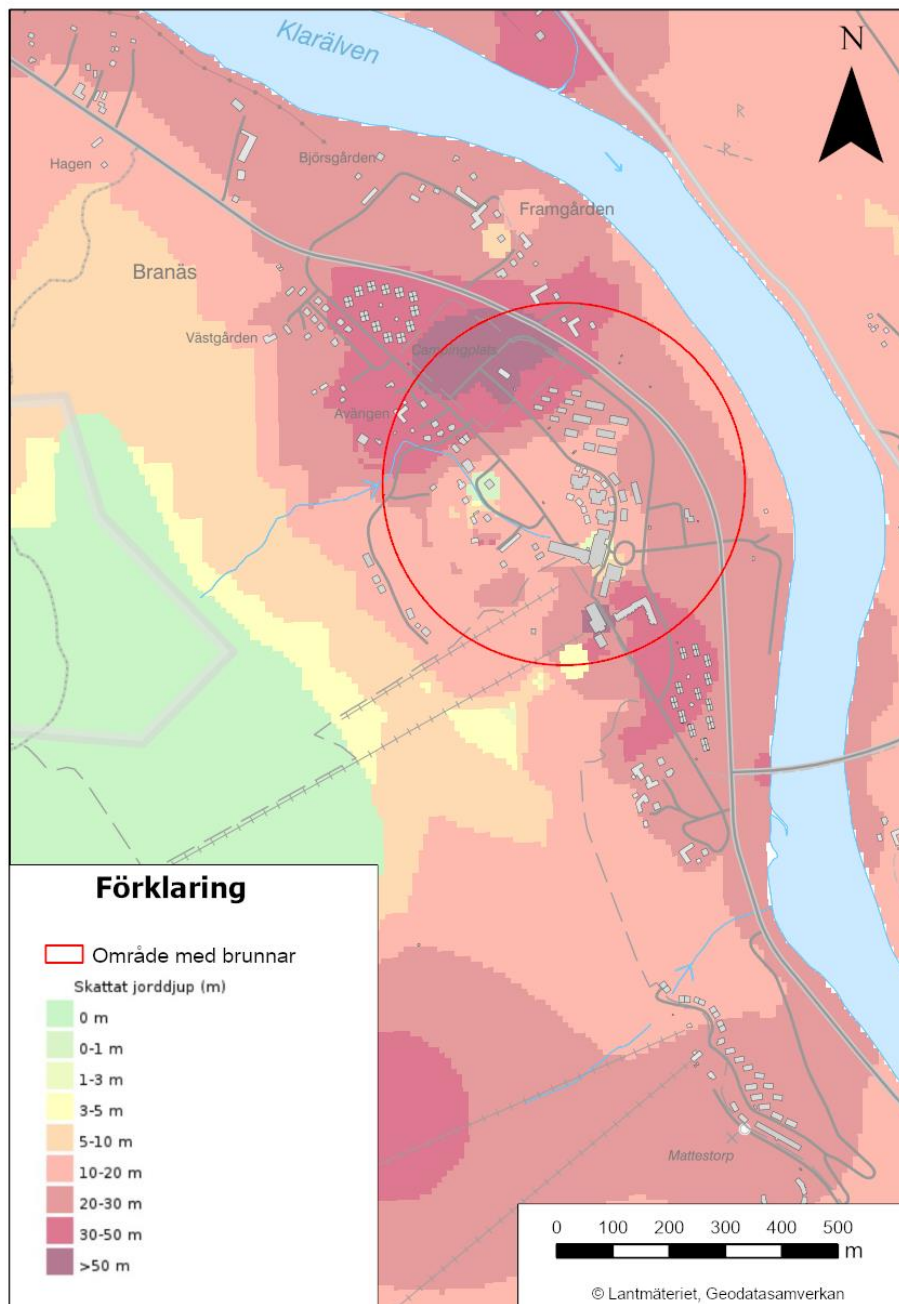 Klarälven
N
R
R
Hagen
Björsgården
Framgården
Branäs
Västgården
Campingplats
Avängen
Mattestorp
Förklaring
Område med brunnar
Skattat jorddjup (m)
0 m
0-1 m
1-3 m
3-5 m
5-10 m
10-20 m
20-30 m
30-50 m
>50 m
0 100 200 300 400 500
m
© Lantmäteriet, Geodatasamverkan